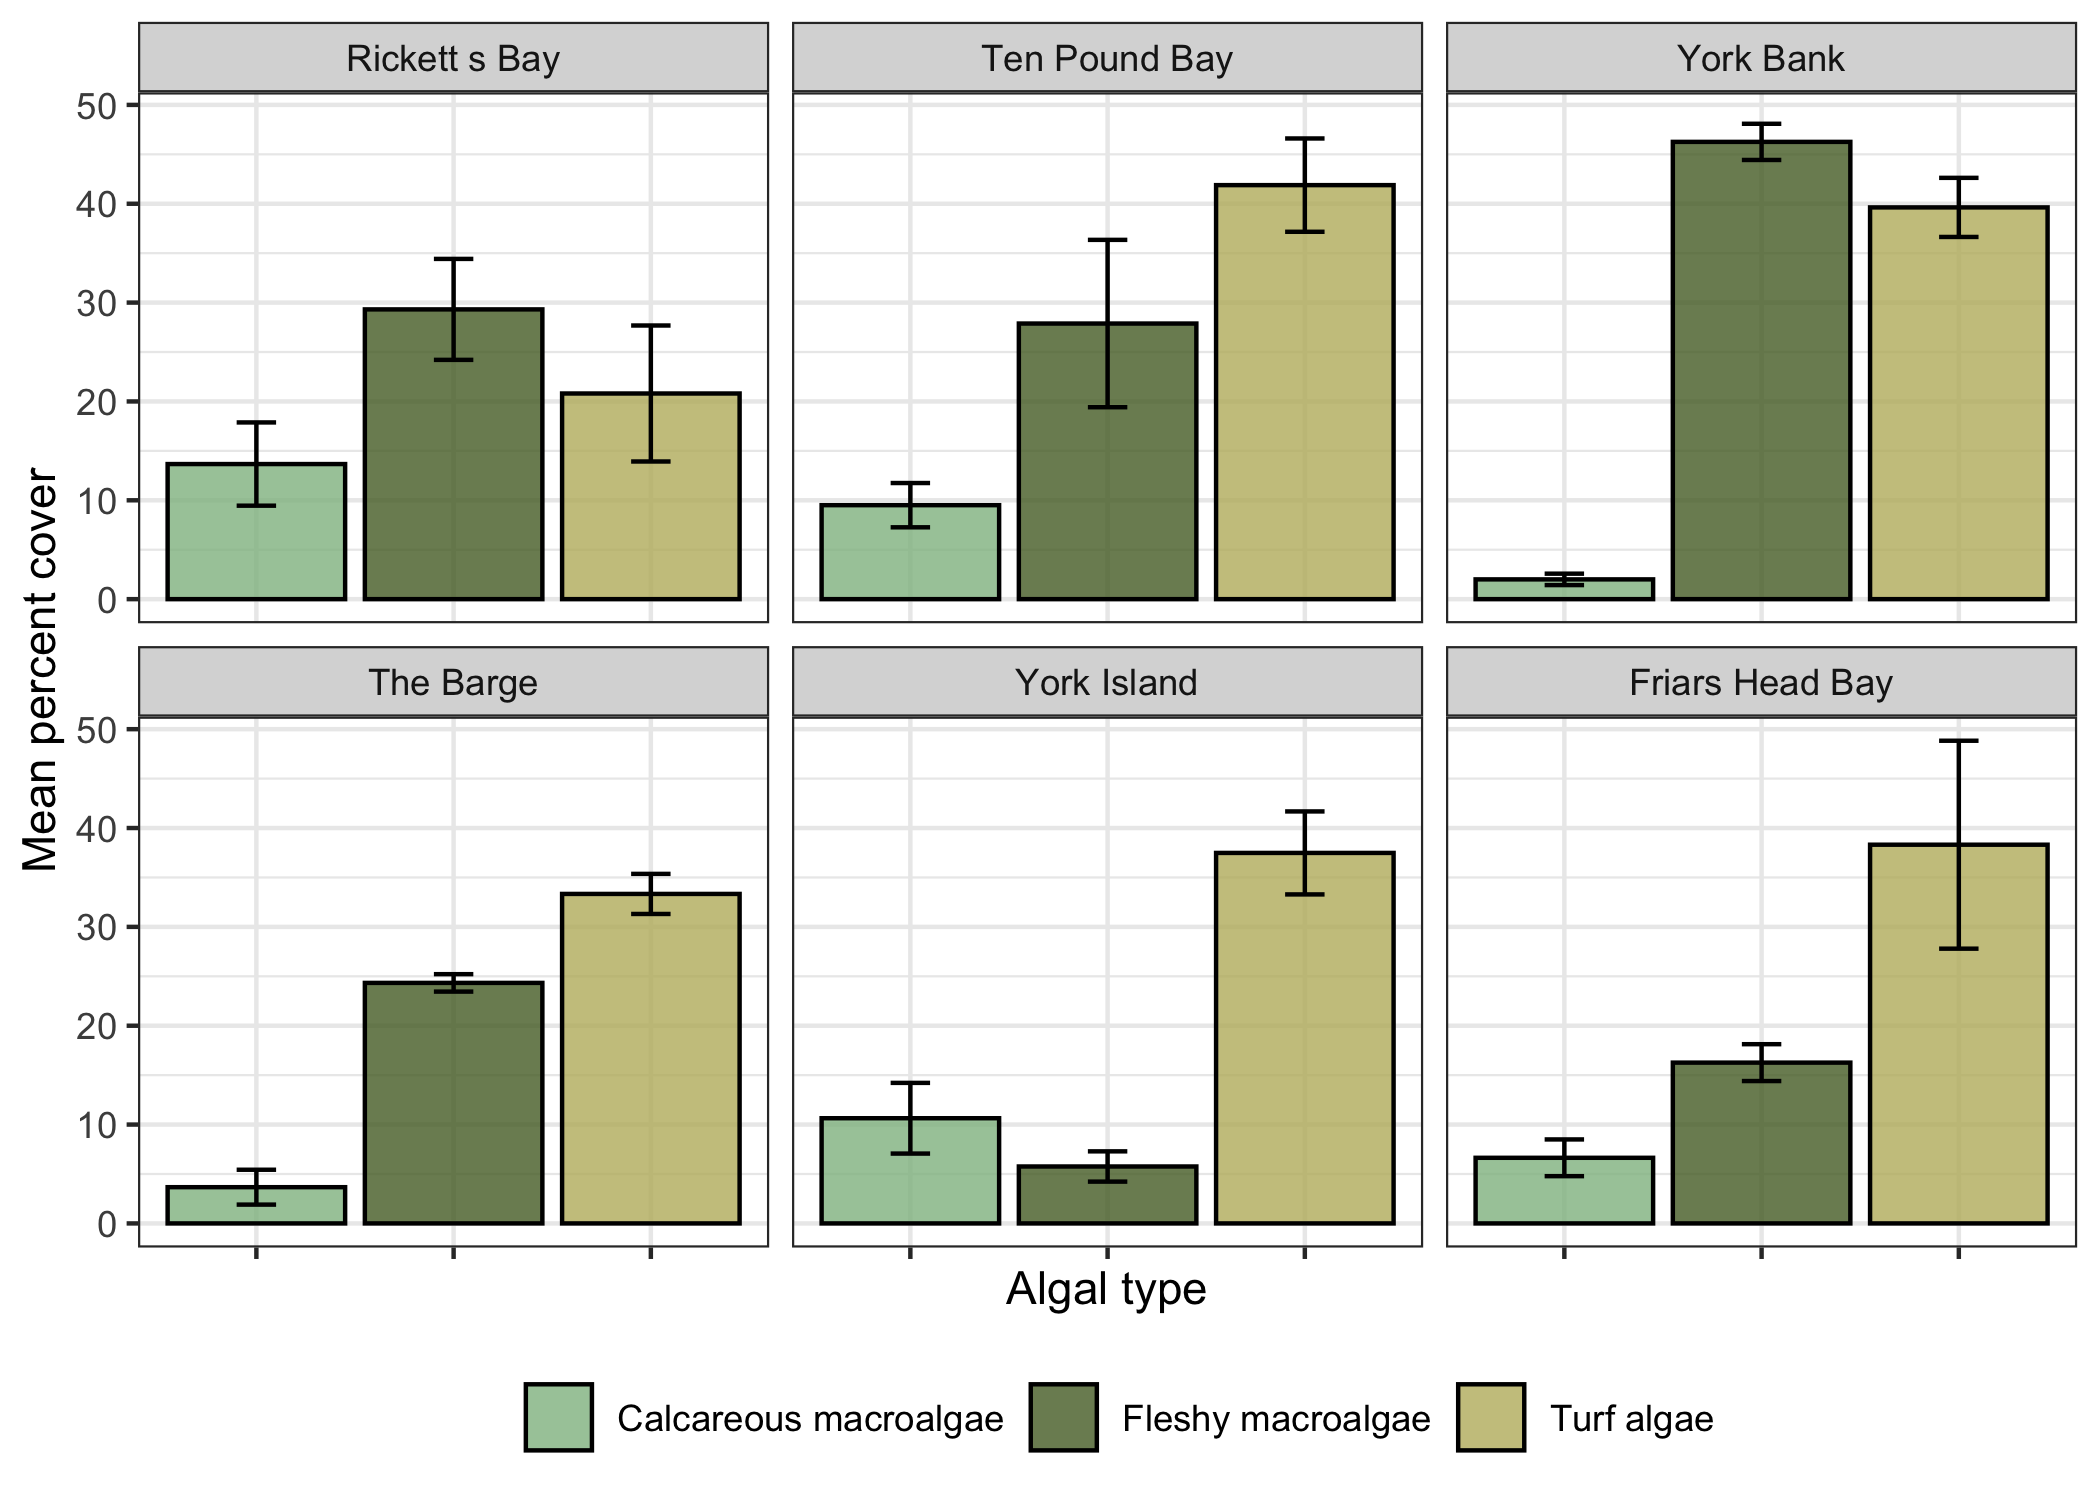 Rickett s Bay
Ten Pound Bay
York Bank
50
40
30
20
10
0
The Barge
York Island
Friars Head Bay
50
40
30
20
10
0
Mean percent cover
Algal type
Calcareous macroalgae
Fleshy macroalgae
Turf algae